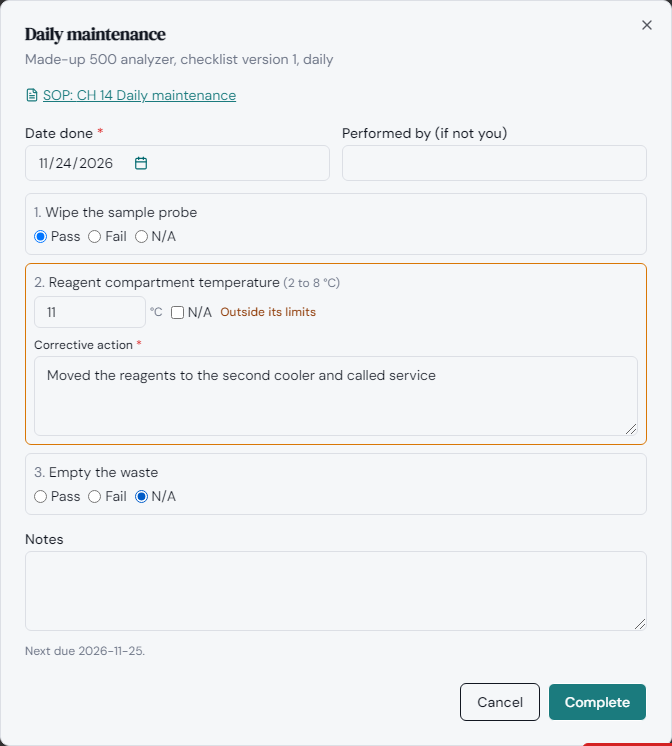 Daily maintenance
Made-up 500 analyzer, checklist version 1, daily
SOP: CH 14 Daily maintenance
Date done * Performed by (if not you)
11/24/2026
1. Wipe the sample probe
Pass Fail N/A
2. Reagent compartment temperature (2 to 8 °C)
11 °C N/A Outside its limits
Corrective action *
Moved the reagents to the second cooler and called service
3. Empty the waste
Pass Fail N/A
Notes
Next due 2026-11-25.
Cancel Complete